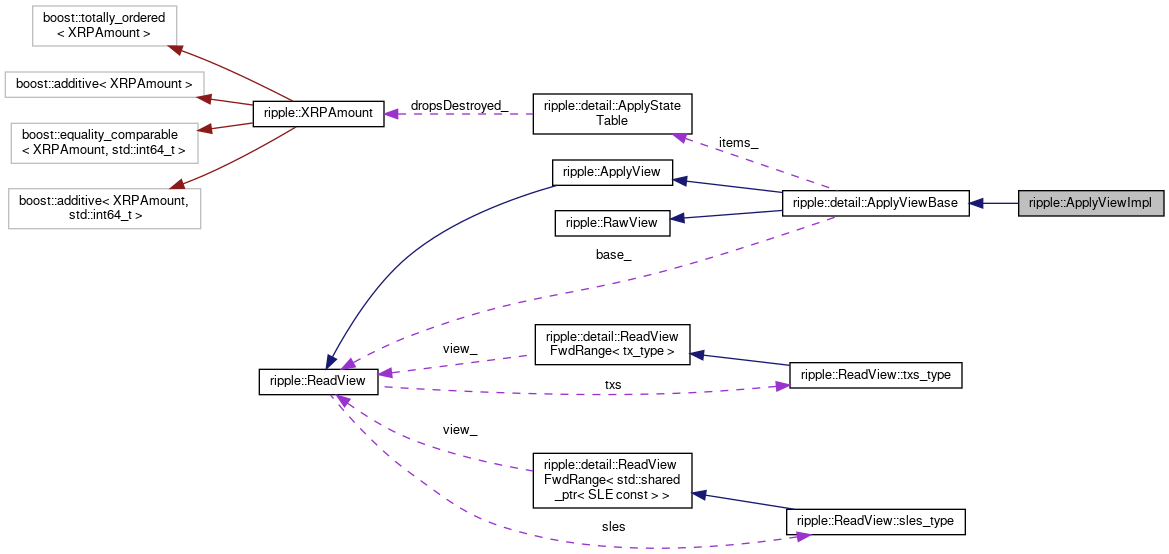 boost::totally_ordered
< XRPAmount >
boost::additive< XRPAmount >
ripple::XRPAmount
boost::equality_comparable
< XRPAmount, std::int64_t >
boost::additive< XRPAmount,
std::int64_t >
dropsDestroyed_
ripple::detail::ApplyState
Table
items_
ripple::ApplyView
ripple::RawView
ripple::detail::ApplyViewBase
ripple::ApplyViewImpl
base_
ripple::detail::ReadView
FwdRange< tx_type >
view_
ripple::ReadView
txs
ripple::ReadView::txs_type
view_
ripple::detail::ReadView
FwdRange< std::shared
_ptr< SLE const > >
sles
ripple::ReadView::sles_type